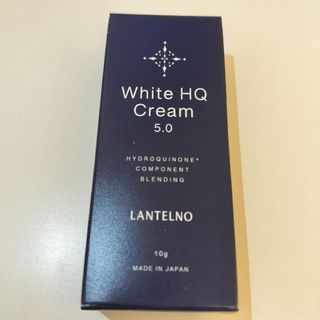 White HQ
Cream
5.0
HYDROQUINONE*
COMPONENT
BLENDING
LANTELNO
10g
MADE IN JAPAN